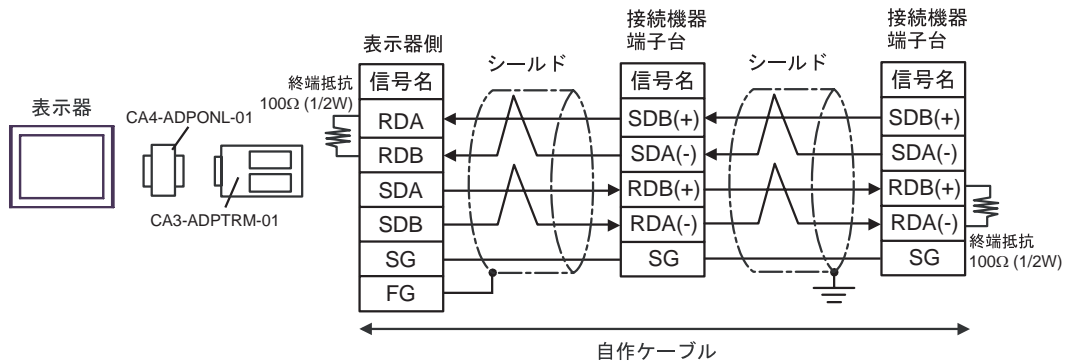 接続機器
端子台
接続機器
端子台
表示器側
シールド
シールド
信号名
信号名
信号名
終端抵抗
100Ω (1/2W)
表示器
CA4-ADPONL-01
CA3-ADPTRM-01
RDA
SDB(+)
SDB(+)
RDB
SDA(-)
SDA(-)
SDA
RDB(+)
RDB(+)
SDB
RDA(-)
RDA(-)
SG
SG
SG
FG
終端抵抗
100Ω (1/2W)
自作ケーブル